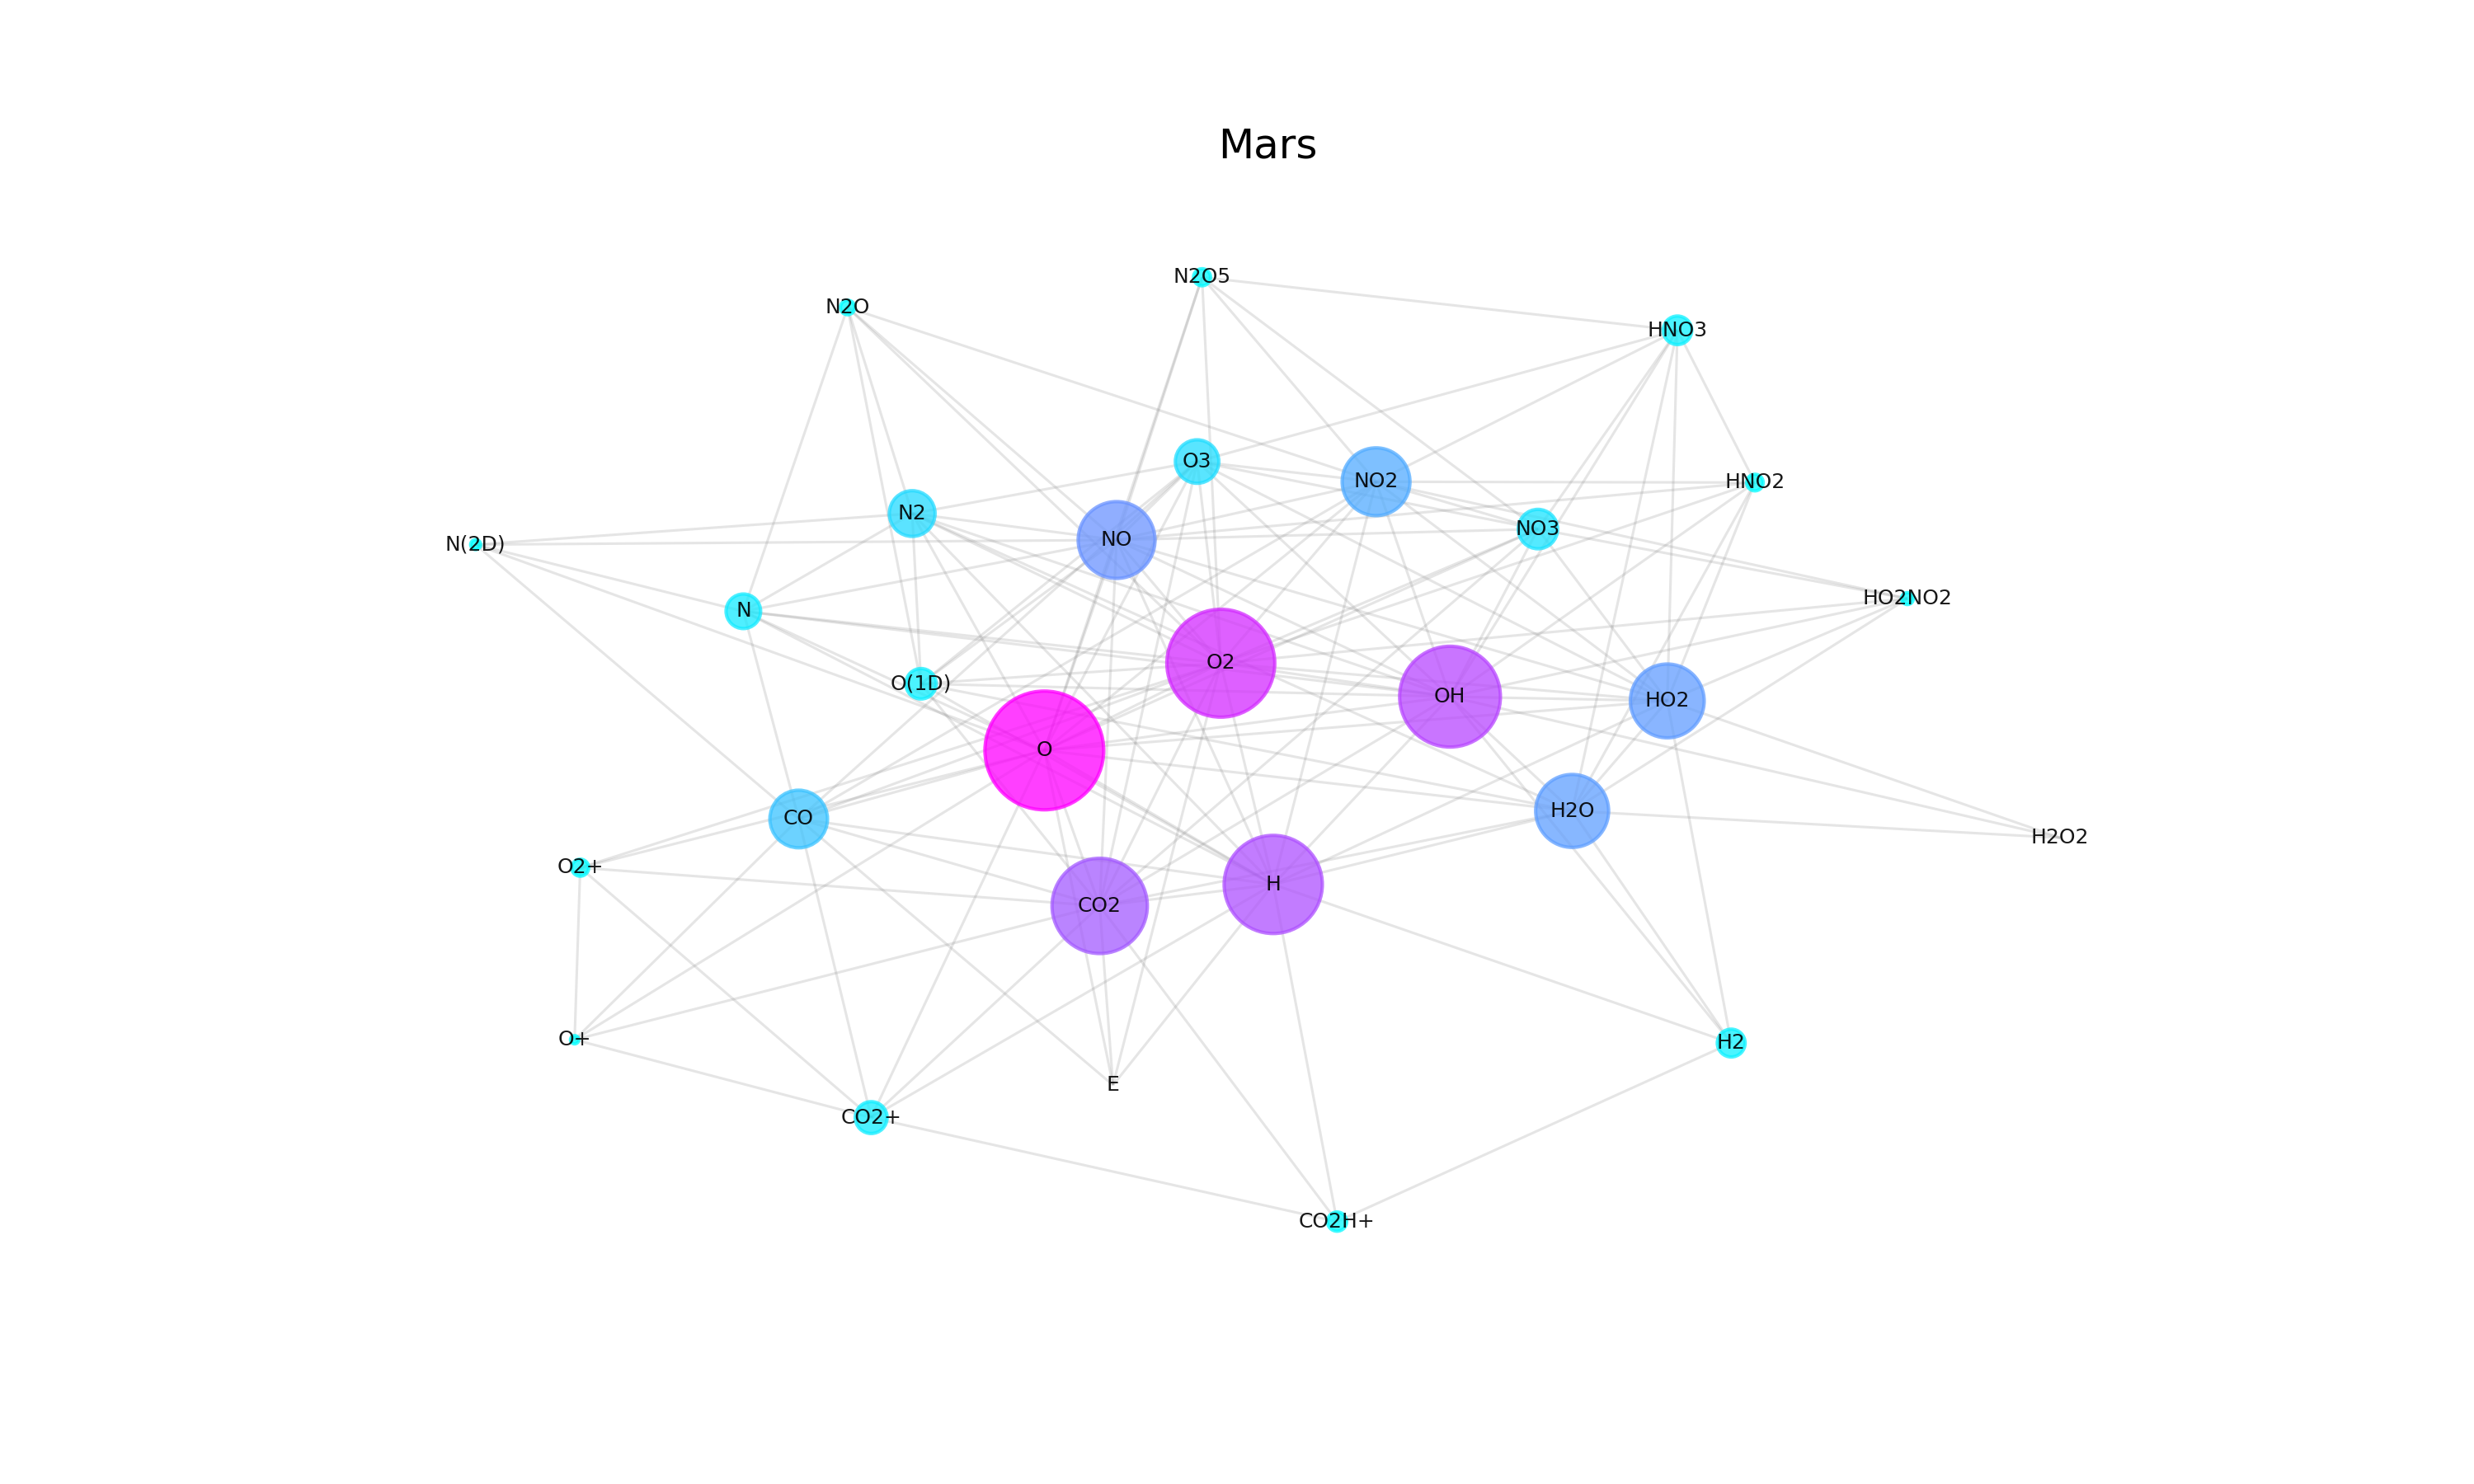 Mars
N2O5
N2O
HNO3
O3
NO2
HNO2
N2
NO3
NO
N(2D)
HO2NO2
N
O2
O(1D)
OH
HO2
O
H2O
CO
H2O2
O2+
H
CO2
O+
H2
E
CO2+
CO2H+